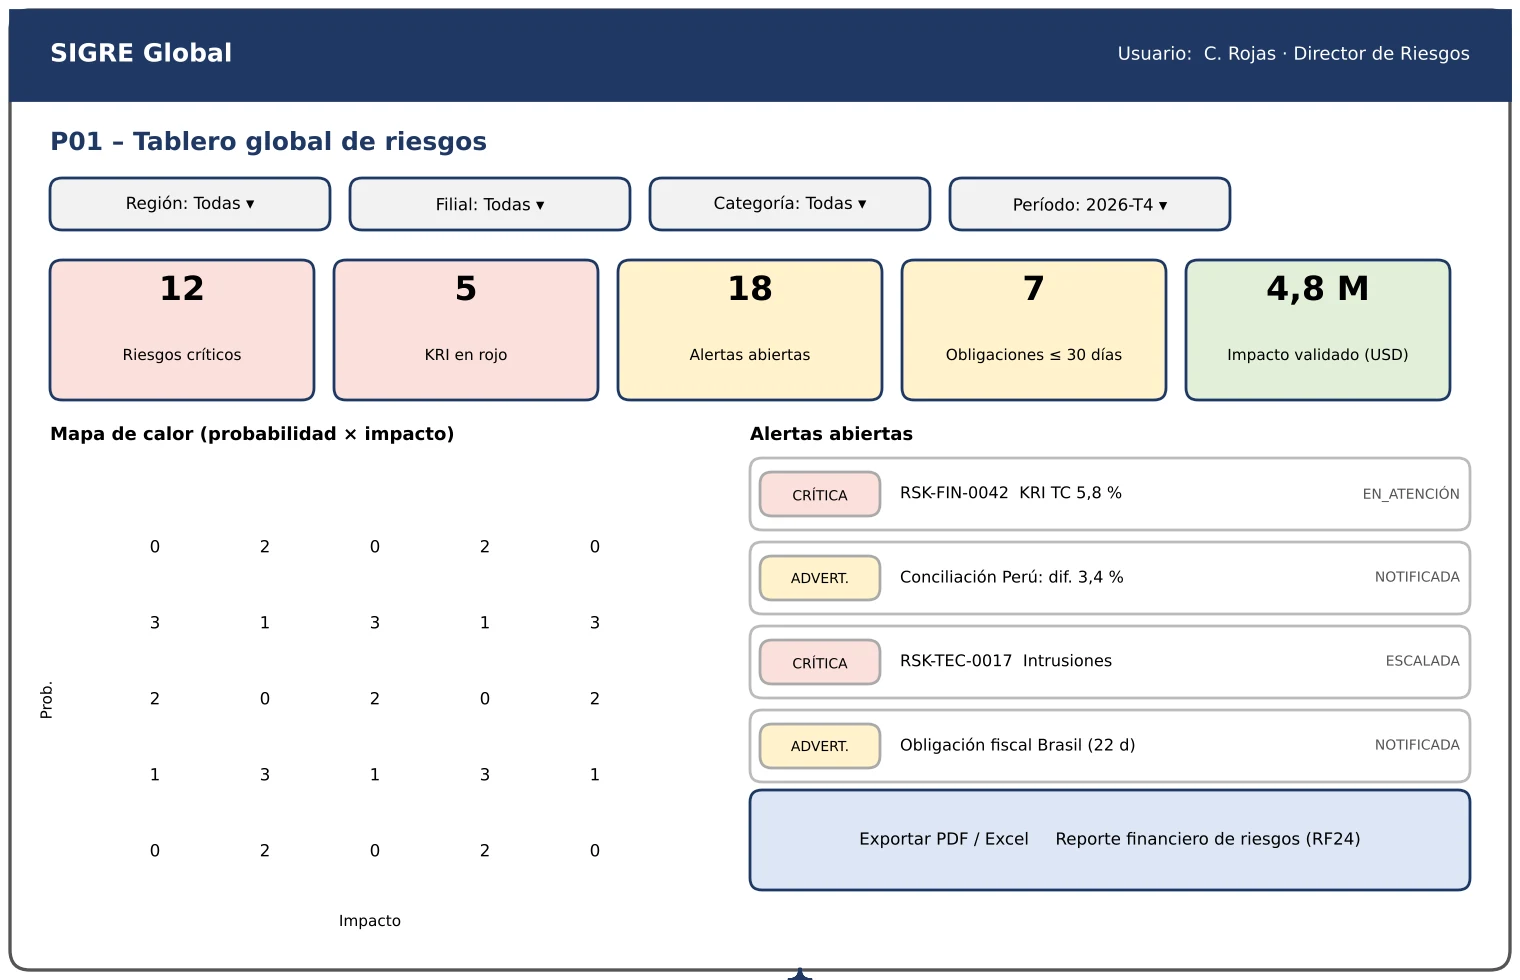 SIGRE Global
Usuario:  C. Rojas · Director de Riesgos
P01 – Tablero global de riesgos
Región: Todas ▾
Filial: Todas ▾
Categoría: Todas ▾
Período: 2026-T4 ▾
12
Riesgos críticos
5
KRI en rojo
18
Alertas abiertas
7
Obligaciones ≤ 30 días
4,8 M
Impacto validado (USD)
Mapa de calor (probabilidad × impacto)
0 2 0 2 0
3 1 3 1 3
2 0 2 0 2
1 3 1 3 1
0 2 0 2 0
Prob.
Impacto
Alertas abiertas
CRÍTICA RSK-FIN-0042  KRI TC 5,8 % EN_ATENCIÓN
ADVERT. Conciliación Perú: dif. 3,4 % NOTIFICADA
CRÍTICA RSK-TEC-0017  Intrusiones ESCALADA
ADVERT. Obligación fiscal Brasil (22 d) NOTIFICADA
Exportar PDF / Excel     Reporte financiero de riesgos (RF24)